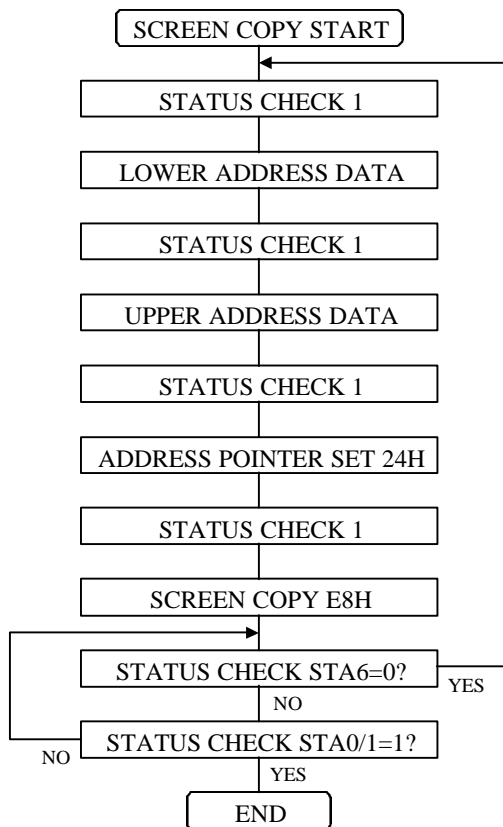 SCREEN COPY START
STATUS CHECK 1
LOWER ADDRESS DATA
STATUS CHECK 1
UPPER ADDRESS DATA
STATUS CHECK 1
ADDRESS POINTER SET 24H
STATUS CHECK 1
SCREEN COPY E8H
STATUS CHECK STA6=0?
YES
NO
STATUS CHECK STA0/1=1?
NO
YES
END